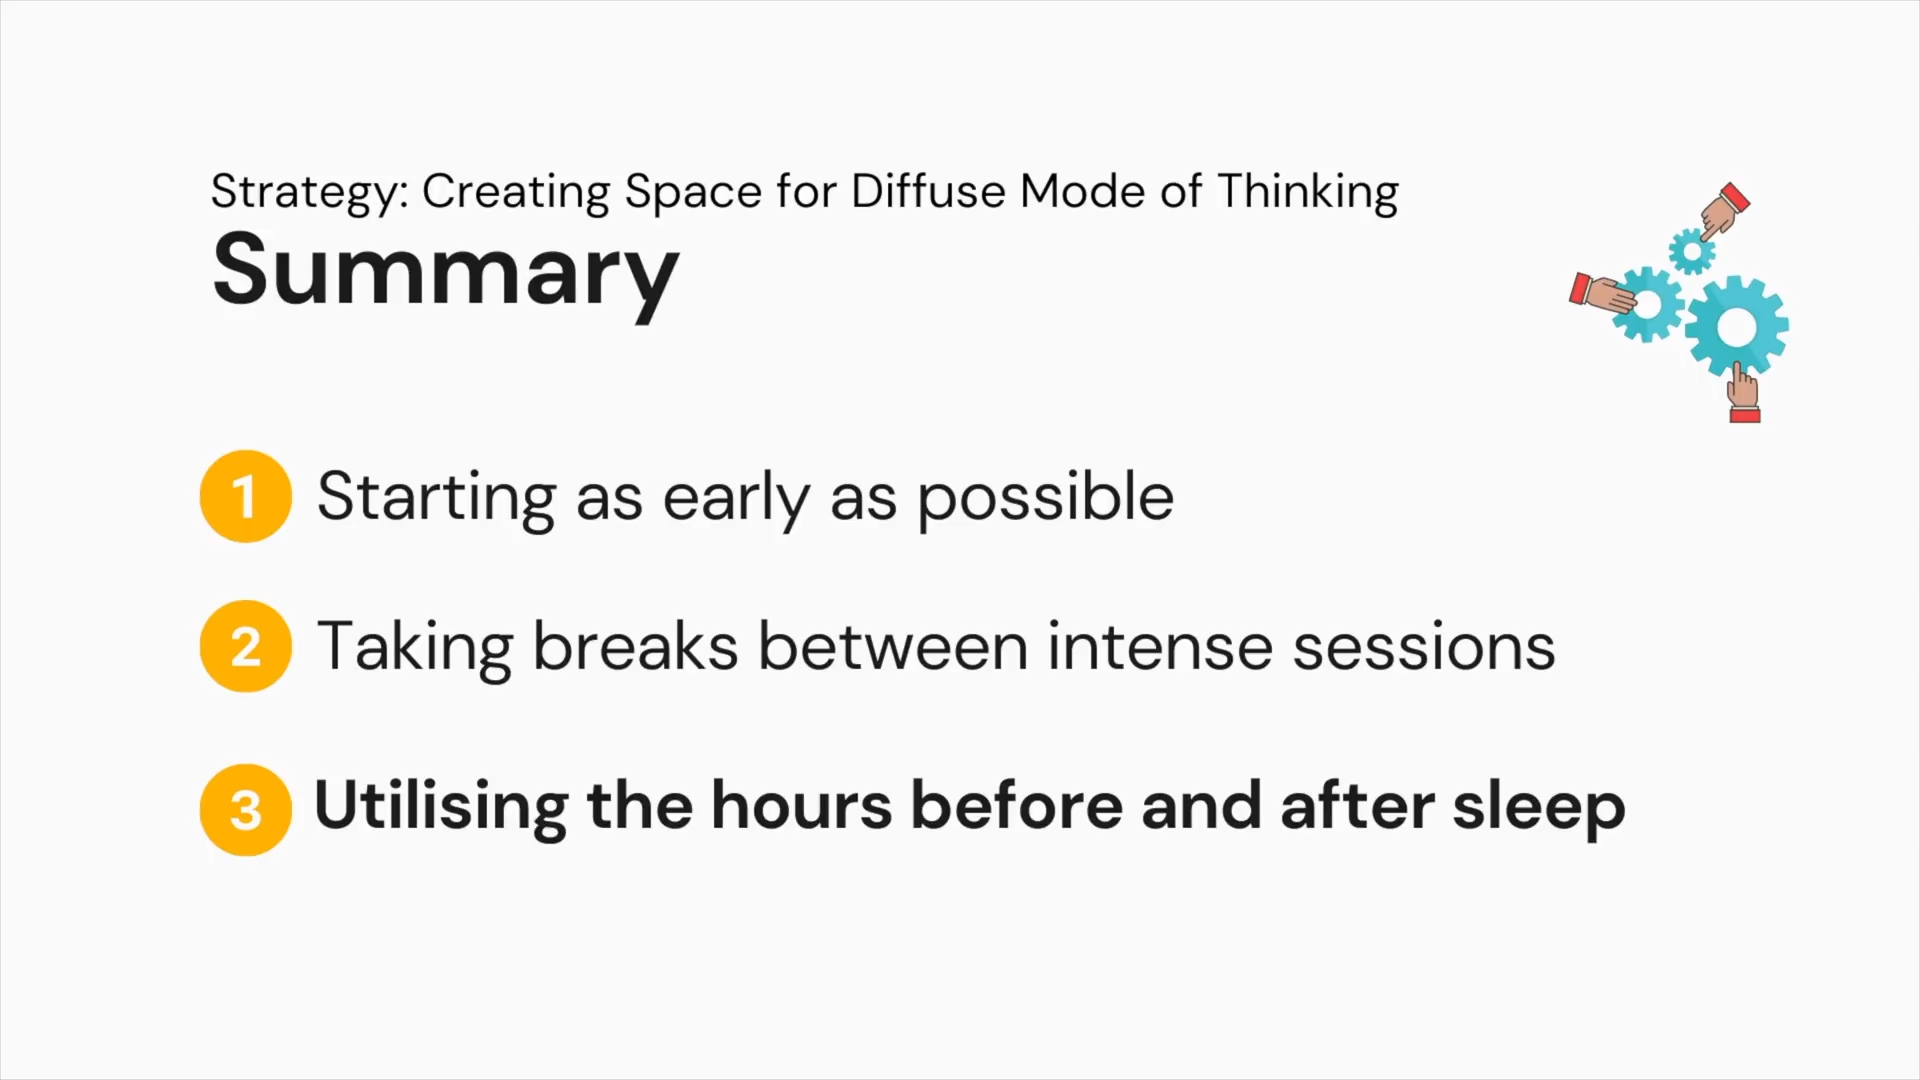 Strategy: Creating Space for Diffuse Mode of Thinking
Summary
1 Starting as early as possible
2 Taking breaks between intense sessions
3 Utilising the hours before and after sleep